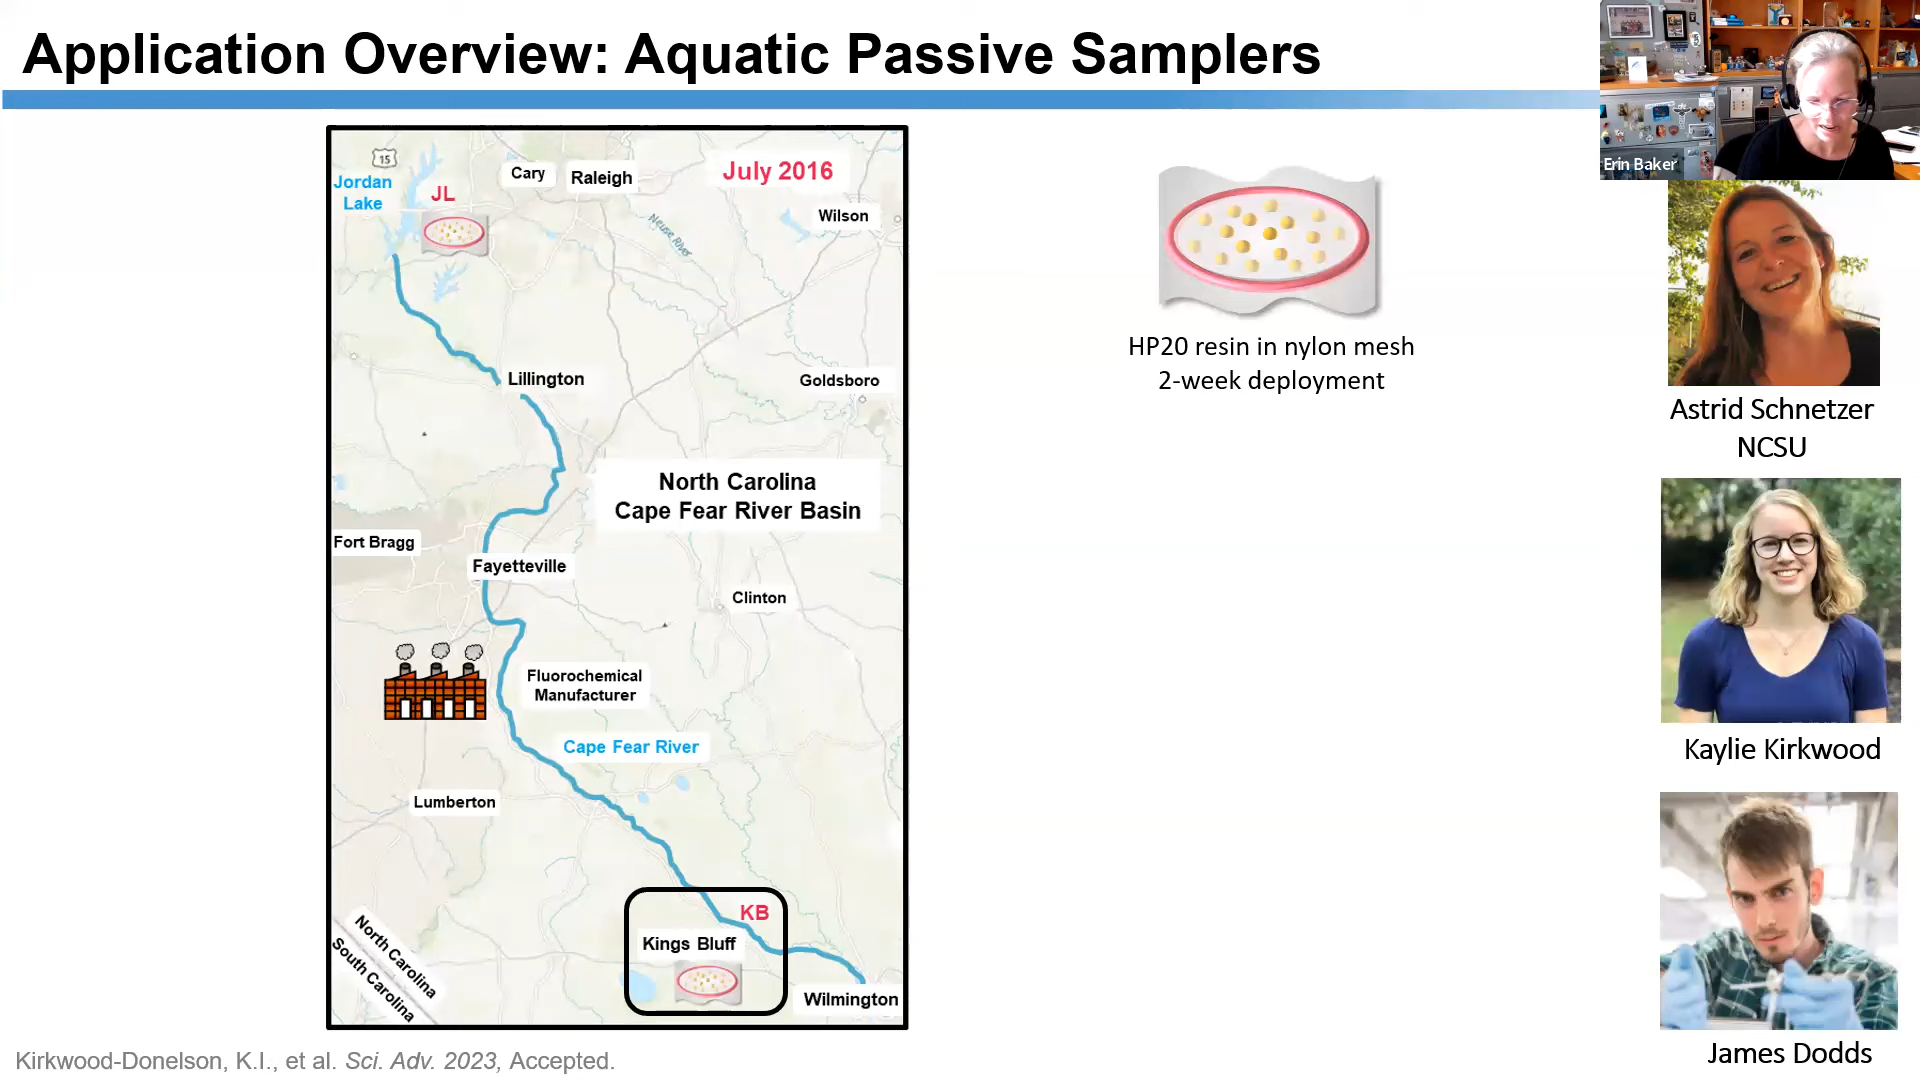 Application Overview: Aquatic Passive Samplers
Erin Baker
15
Jordan
Lake
JL
Cary
Raleigh
July 2016
Wilson
Neuse River
Lillington
Goldsboro
North Carolina
Cape Fear River Basin
Fort Bragg
Fayetteville
Clinton
Fluorochemical
Manufacturer
Cape Fear River
Lumberton
KB
Kings Bluff
Wilmington
North Carolina
South Carolina
HP20 resin in nylon mesh
2-week deployment
Astrid Schnetzer
NCSU
Kaylie Kirkwood
James Dodds
Kirkwood-Donelson, K.I., et al. Sci. Adv. 2023, Accepted.